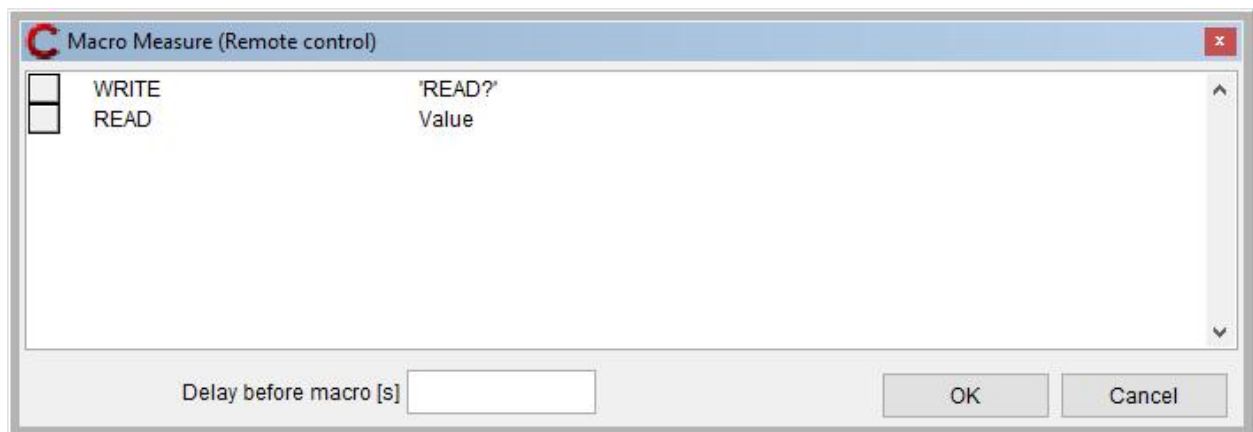 Macro Measure (Remote control)
WRITE 'READ?'
READ Value
Delay before macro [s]
OK Cancel